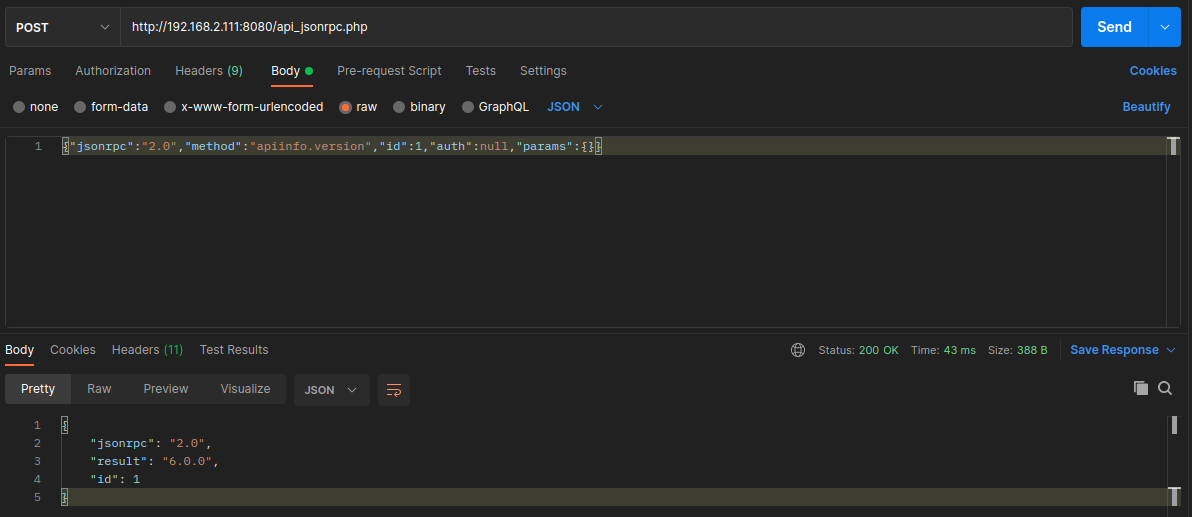 POST http://192.168.2.111:8080/api_jsonrpc.php Send
Params Authorization Headers (9) Body Pre-request Script Tests Settings Cookies
none form-data x-www-form-urlencoded raw binary GraphQL JSON Beautify
1 {"jsonrpc":"2.0","method":"apiinfo.version","id":1,"auth":null,"params":{}}
Body Cookies Headers (11) Test Results Status: 200 OK Time: 43 ms Size: 388 B Save Response
Pretty Raw Preview Visualize JSON
1 {
2 "jsonrpc": "2.0",
3 "result": "6.0.0",
4 "id": 1
5 }